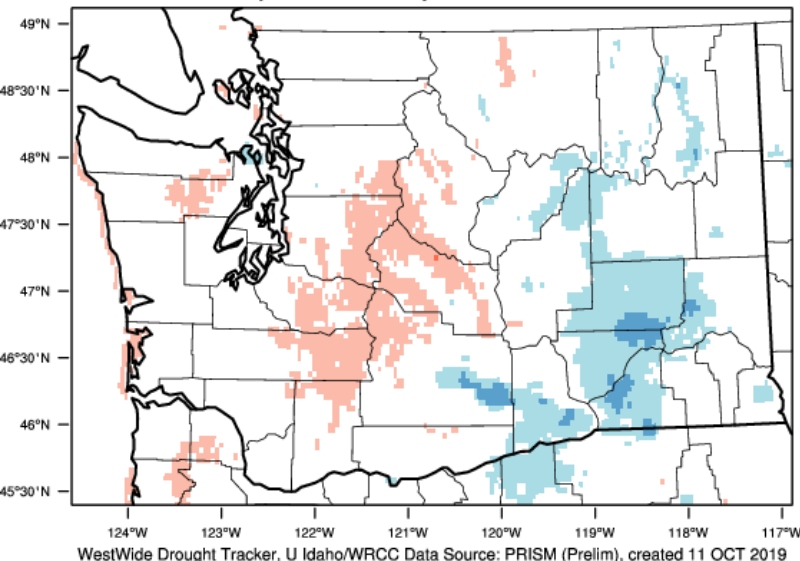 49°N
48°30'N
48°N
47°30'N
47°N
46°30'N
46°N
45°30'N
124°W 123°W 122°W 121°W 120°W 119°W 118°W 117°W
WestWide Drought Tracker, U Idaho/WRCC Data Source: PRISM (Prelim), created 11 OCT 2019